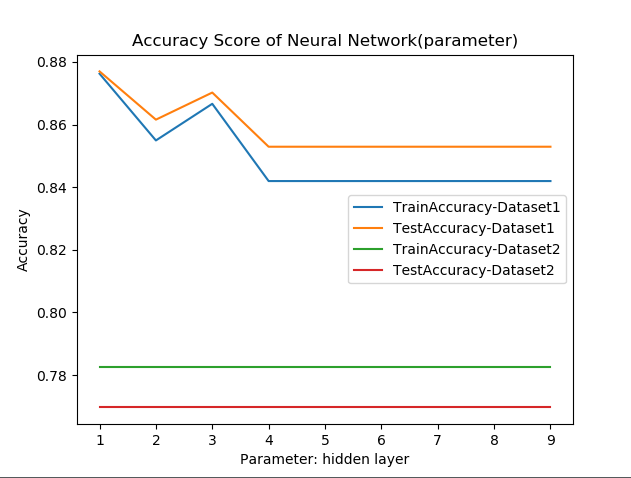 Accuracy Score of Neural Network(parameter)
0.88
0.86
0.84
0.82
0.80
0.78
Accuracy
TrainAccuracy-Dataset1
TestAccuracy-Dataset1
TrainAccuracy-Dataset2
TestAccuracy-Dataset2
1 2 3 4 5 6 7 8 9
Parameter: hidden layer